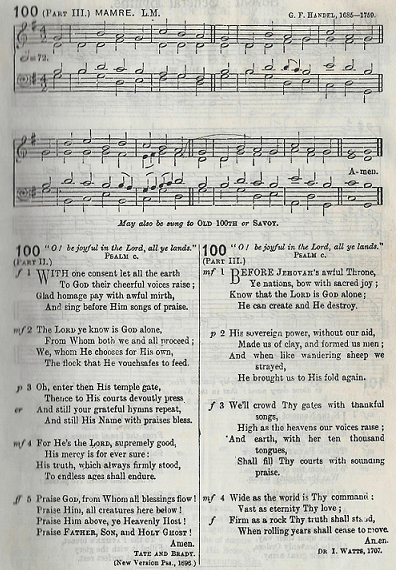 100 (PART III.) MAMRE. L.M.
G. F. HANDEL, 1685—1759.
=72.
A-men.
May also be sung to OLD 100TH or SAVOY.
100 "O! be joyful in the Lord, all ye lands."
(PART II.) PSALM c.
f 1 WITH one consent let all the earth
To God their cheerful voices raise;
Glad homage pay with awful mirth,
And sing before Him songs of praise.
mf 2 The LORD ye know is GOD alone,
From Whom both we and all proceed;
We, whom He chooses for His own,
The flock that He vouchsafes to feed.
p 3 Oh, enter then His temple gate,
Thence to His courts devoutly press
cr And still your grateful hymns repeat,
And still His Name with praises bless.
mf 4 For He's the LORD, supremely good,
His mercy is for ever sure:
His truth, which always firmly stood,
To endless ages shall endure.
ff 5 Praise GOD, from Whom all blessings flow!
Praise Him, all creatures here below!
Praise Him above, ye Heavenly Host!
Praise FATHER, SON, and HOLY GHOST!
Amen.
TATE AND BRADY.
(New Version Psa., 1696.)
100 "O! be joyful in the Lord, all ye lands."
(PART III.) PSALM c.
mf 1 BEFORE JEHOVAH'S awful Throne,
Ye nations, bow with sacred joy;
Know that the LORD is GOD alone;
He can create and He destroy.
p 2 His sovereign power, without our aid,
Made us of clay, and formed us men;
And when like wandering sheep we
strayed,
He brought us to His fold again.
f 3 We'll crowd Thy gates with thankful
songs,
High as the heavens our voices raise;
And earth, with her ten thousand
tongues,
Shall fill Thy courts with sounding
praise.
mf 4 Wide as the world is Thy command:
Vast as eternity Thy love;
f Firm as a rock Thy truth shall stand,
When rolling years shall cease to move.
Amen.
DR I. WATTS, 1707.